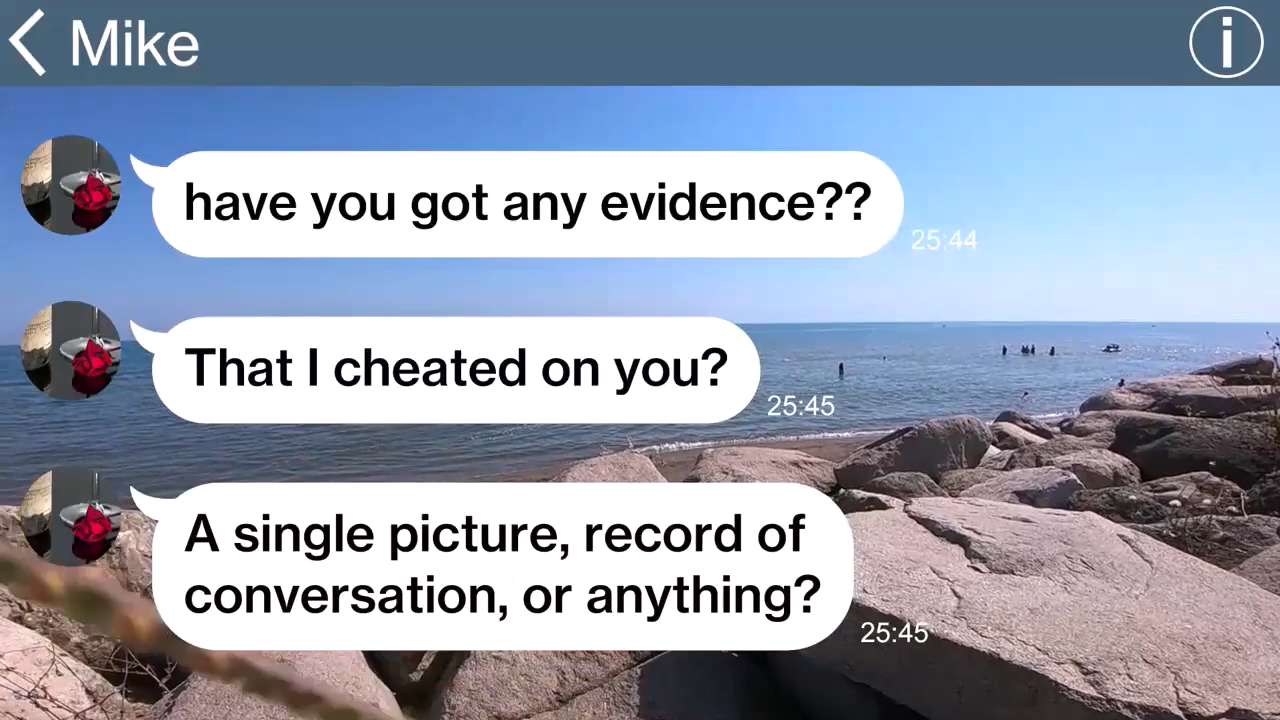 Mike
have you got any evidence??
25:44
That I cheated on you?
25:45
A single picture, record of
conversation, or anything?
25:45